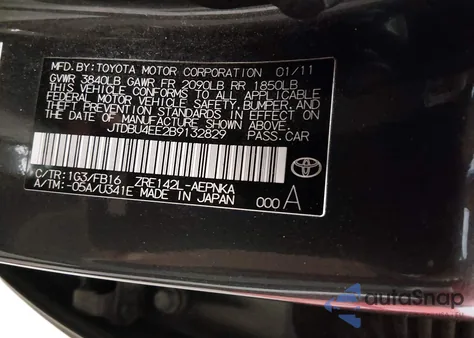 MFD. BY: TOYOTA MOTOR CORPORATION 01/11
GVWR 3840LB GAWR FR 2090LB RR 1850LB
THIS VEHICLE CONFORMS TO ALL APPLICABLE
FEDERAL MOTOR VEHICLE SAFETY, BUMPER, AND
THEFT PREVENTION STANDARDS IN EFFECT ON
THE DATE OF MANUFACTURE SHOWN ABOVE.
JTDBU4EE2B9132829 PASS.CAR
C/TR:1G3/FB16 ZRE142L-AEPNKA
A/TM:-05A/U341E MADE IN JAPAN
000 A
autoSnap